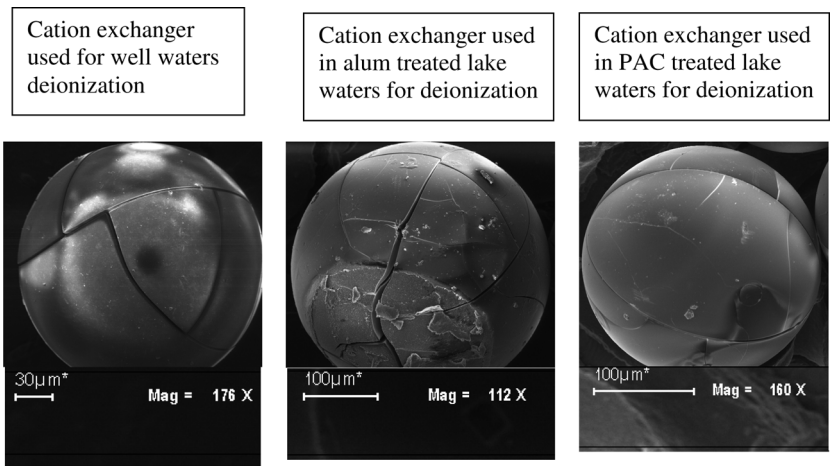 Cation exchanger
used for well waters
deionization
Cation exchanger used
in alum treated lake
waters for deionization
Cation exchanger used
in PAC treated lake
waters for deionization
30µm*
Mag = 176 X
100µm*
Mag = 112 X
100µm*
Mag = 160 X